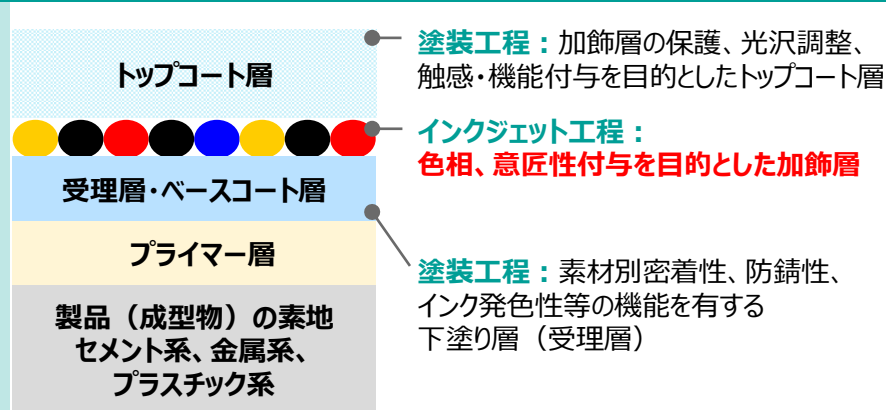 トップコート層
受理層・ベースコート層
プライマー層
製品（成型物）の素地
セメント系、金属系、
プラスチック系
塗装工程：加飾層の保護、光沢調整、
触感・機能付与を目的としたトップコート層
インクジェット工程：
色相、意匠性付与を目的とした加飾層
塗装工程：素材別密着性、防錆性、
インク発色性等の機能を有する
下塗り層（受理層）